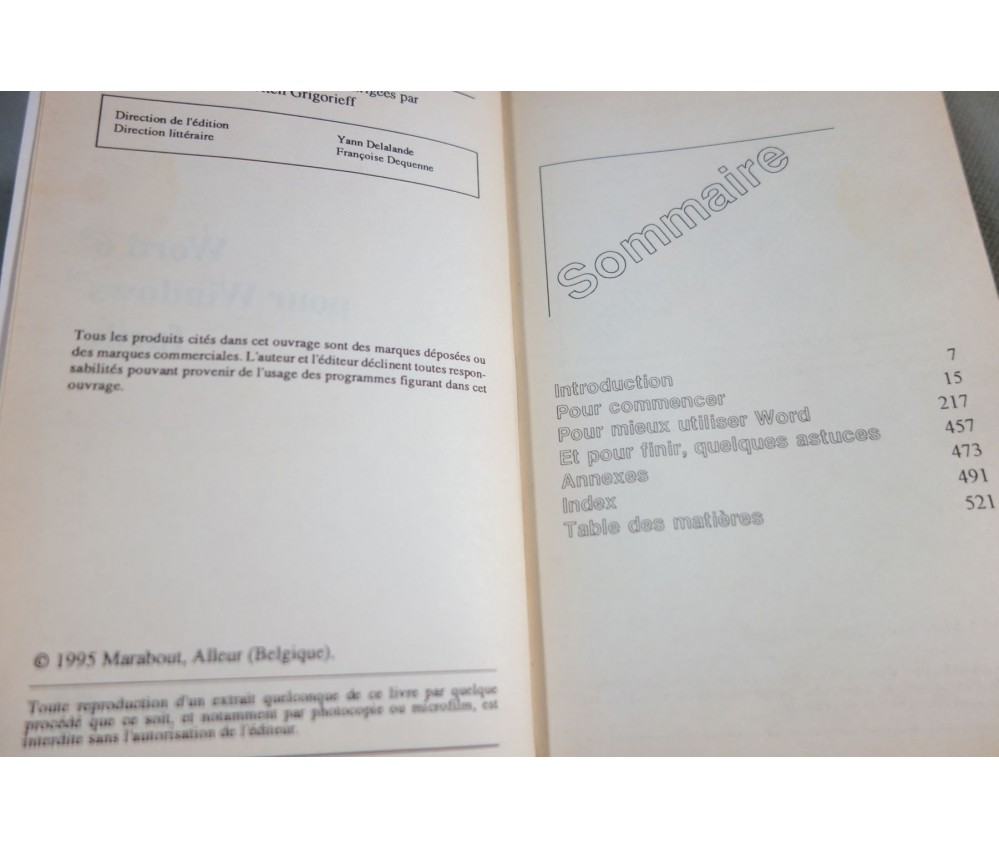 par
Grigorieff
Direction de l'édition
Direction littéraire
Yann Delalande
Françoise Dequenne
Word 6
pour Windows
Tous les produits cités dans cet ouvrage sont des marques déposées ou
des marques commerciales. L'auteur et l'éditeur déclinent toutes respon-
sabilités pouvant provenir de l'usage des programmes figurant dans cet
ouvrage.
© 1995 Marabout, Alleur (Belgique).
Toute reproduction d'un extrait quelconque de ce livre par quelque
procédé que ce soit, et notamment par photocopie ou microfilm, est
interdite sans l'autorisation de l'éditeur.
Sommaire
Introduction 7
Pour commencer 15
Pour mieux utiliser Word 217
Et pour finir, quelques astuces 457
Annexes 473
Index 491
Table des matières 521